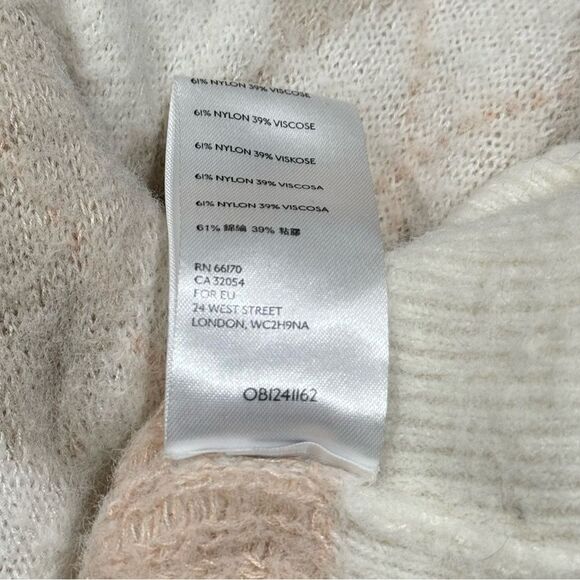 61% NYLON 39% VISCOSE
61% NYLON 39% VISCOSE
61% NYLON 39% VISKOSE
61% NYLON 39% VISCOSA
61% NYLON 39% VISCOSA
61% 錦綸 39% 粘膠
RN 66170
CA 32054
FOR EU
24 WEST STREET
LONDON, WC2H9NA
OB1241162